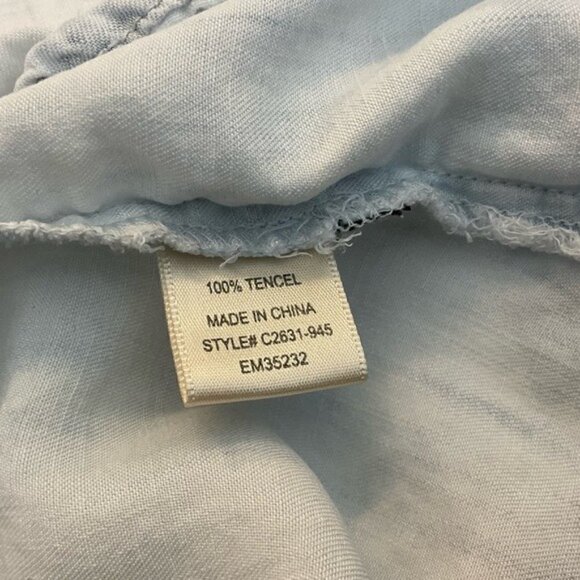 100% TENCEL
MADE IN CHINA
STYLE# C2631-945
EM35232